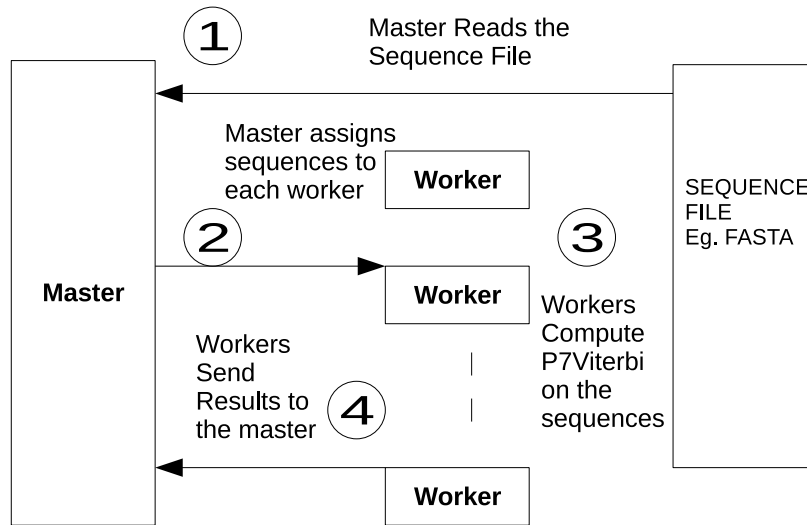 1
Master Reads the
Sequence File
Master assigns
sequences to
each worker
Worker
SEQUENCE
FILE
Eg. FASTA
2
3
Master
Worker
Workers
Compute
P7Viterbi
on the
sequences
Workers
Send
Results to
the master
4
Worker